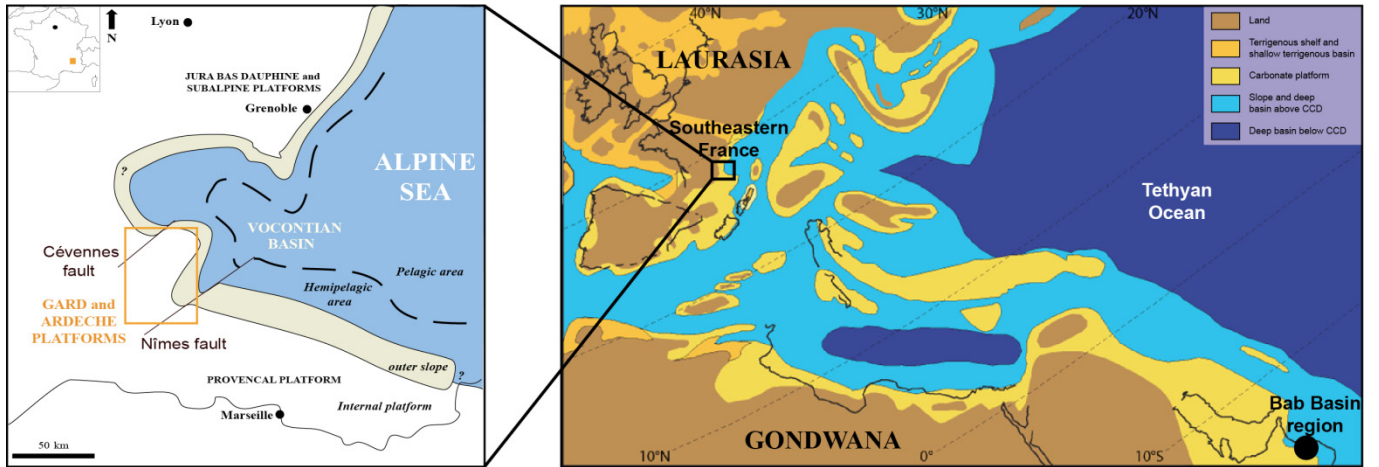 Lyon
N
JURA BAS DAUPHINE and
SUBALPINE PLATFORMS
Grenoble
ALPINE
SEA
?
VOCONTIAN
BASIN
Cévennes
fault
Pelagic area
Hemipelagic
area
GARD and
ARDECHE
PLATFORMS
Nîmes fault
outer slope
?
PROVENCAL PLATFORM
Internal platform
Marseille
50 km
40°N
30°N
20°N
LAURASIA
Southeastern
France
Land
Terrigenous shelf and
shallow terrigenous basin
Carbonate platform
Slope and deep
basin above CCD
Deep basin below CCD
Tethyan
Ocean
Bab Basin
region
GONDWANA
10°N
0°
10°S